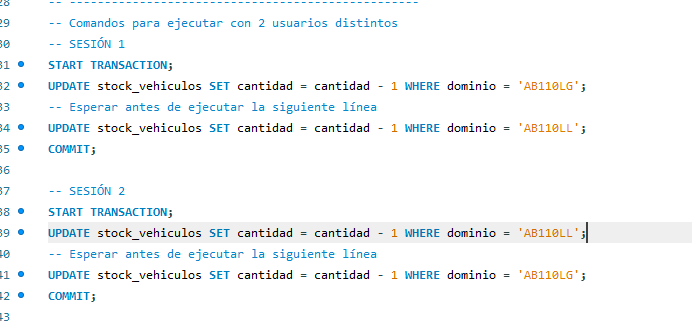 28 -- --------------------------------------------------
29 -- Comandos para ejecutar con 2 usuarios distintos
30 -- SESIÓN 1
31 START TRANSACTION;
32 UPDATE stock_vehiculos SET cantidad = cantidad - 1 WHERE dominio = 'AB110LG';
33 -- Esperar antes de ejecutar la siguiente línea
34 UPDATE stock_vehiculos SET cantidad = cantidad - 1 WHERE dominio = 'AB110LL';
35 COMMIT;
36
37 -- SESIÓN 2
38 START TRANSACTION;
39 UPDATE stock_vehiculos SET cantidad = cantidad - 1 WHERE dominio = 'AB110LL';
40 -- Esperar antes de ejecutar la siguiente línea
41 UPDATE stock_vehiculos SET cantidad = cantidad - 1 WHERE dominio = 'AB110LG';
42 COMMIT;
43